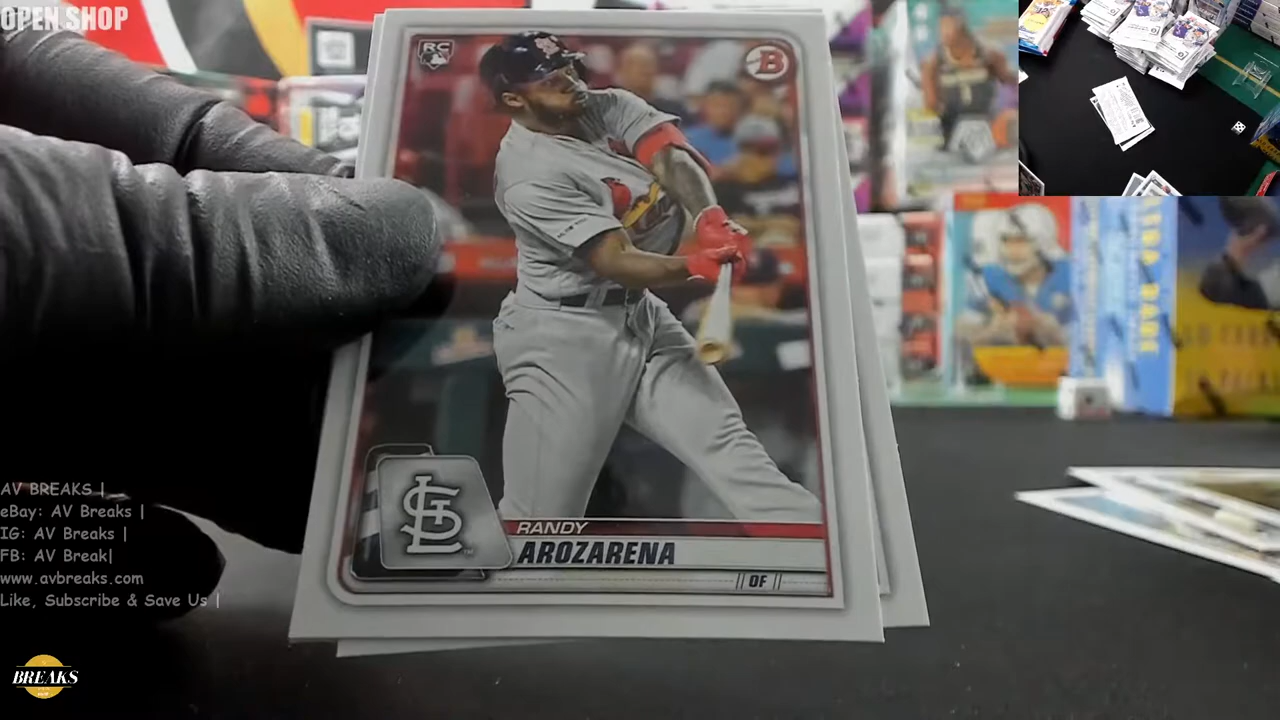 OPEN SHOP
RC
B
RANDY
AROZARENA
OF
STL
AV BREAKS |
eBay: AV Breaks |
IG: AV Breaks |
FB: AV Break|
www.avbreaks.com
Like, Subscribe & Save Us |
BREAKS